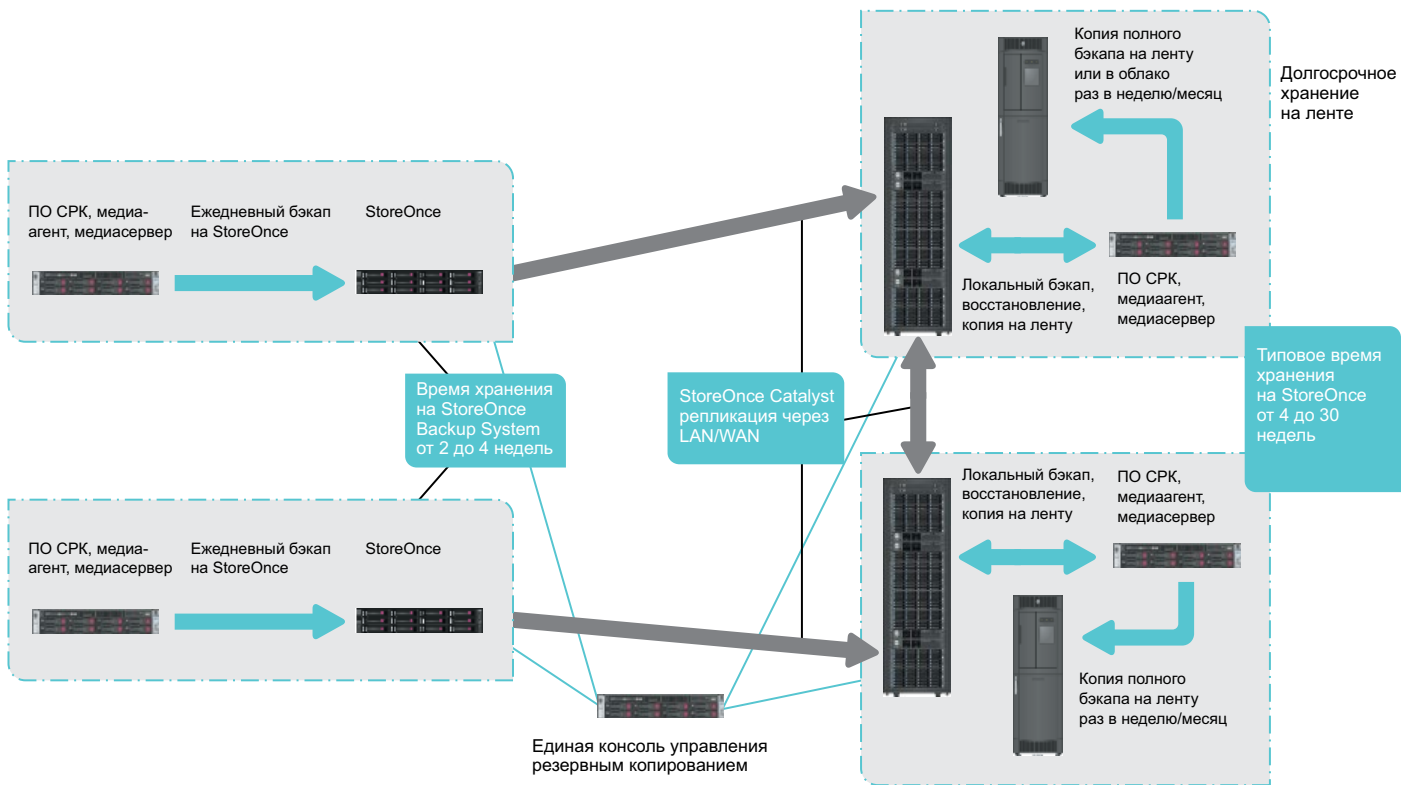 Копия полного
бэкапа на ленту
или в облако
раз в неделю/месяц
Долгосрочное
хранение
на ленте
ПО СРК, медиа-
агент, медиасервер
Ежедневный бэкап
на StoreOnce
StoreOnce
Локальный бэкап,
восстановление,
копия на ленту
ПО СРК,
медиаагент,
медиасервер
Время хранения
на StoreOnce
Backup System
от 2 до 4 недель
StoreOnce Catalyst
репликация через
LAN/WAN
Типовое время
хранения
на StoreOnce
от 4 до 30
недель
ПО СРК, медиа-
агент, медиасервер
Ежедневный бэкап
на StoreOnce
StoreOnce
Локальный бэкап,
восстановление,
копия на ленту
ПО СРК,
медиаагент,
медиасервер
Копия полного
бэкапа на ленту
раз в неделю/месяц
Единая консоль управления
резервным копированием